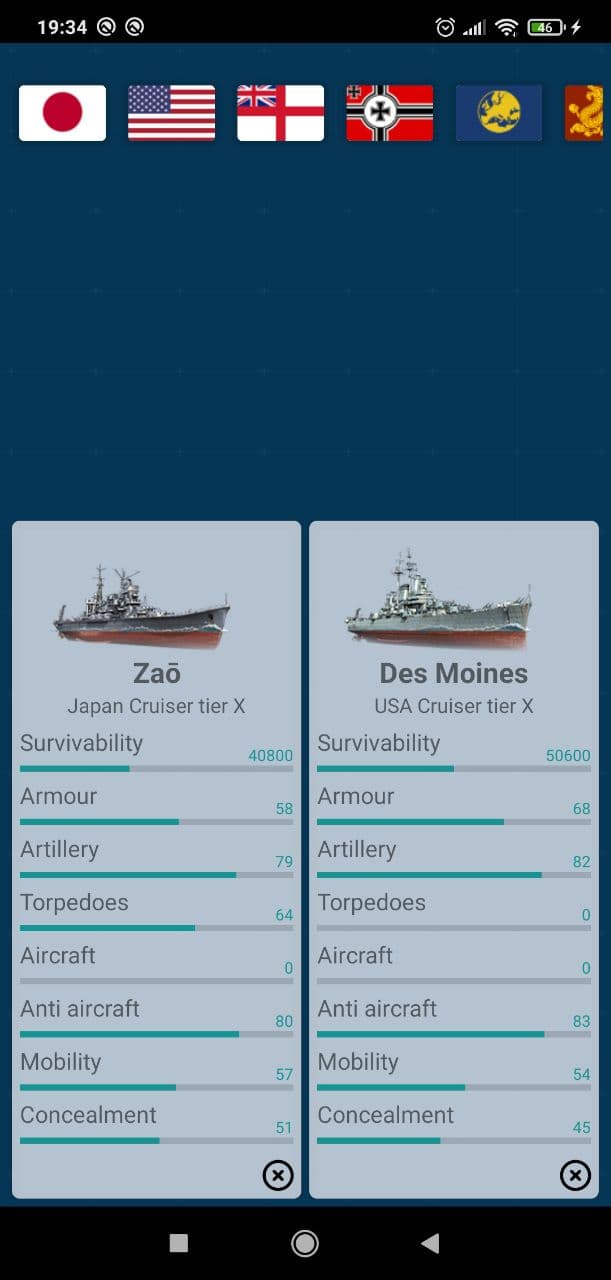 19:34
46
Zaō
Japan Cruiser tier X
Survivability
40800
Armour
58
Artillery
79
Torpedoes
64
Aircraft
0
Anti aircraft
80
Mobility
57
Concealment
51
Des Moines
USA Cruiser tier X
Survivability
50600
Armour
68
Artillery
82
Torpedoes
0
Aircraft
0
Anti aircraft
83
Mobility
54
Concealment
45